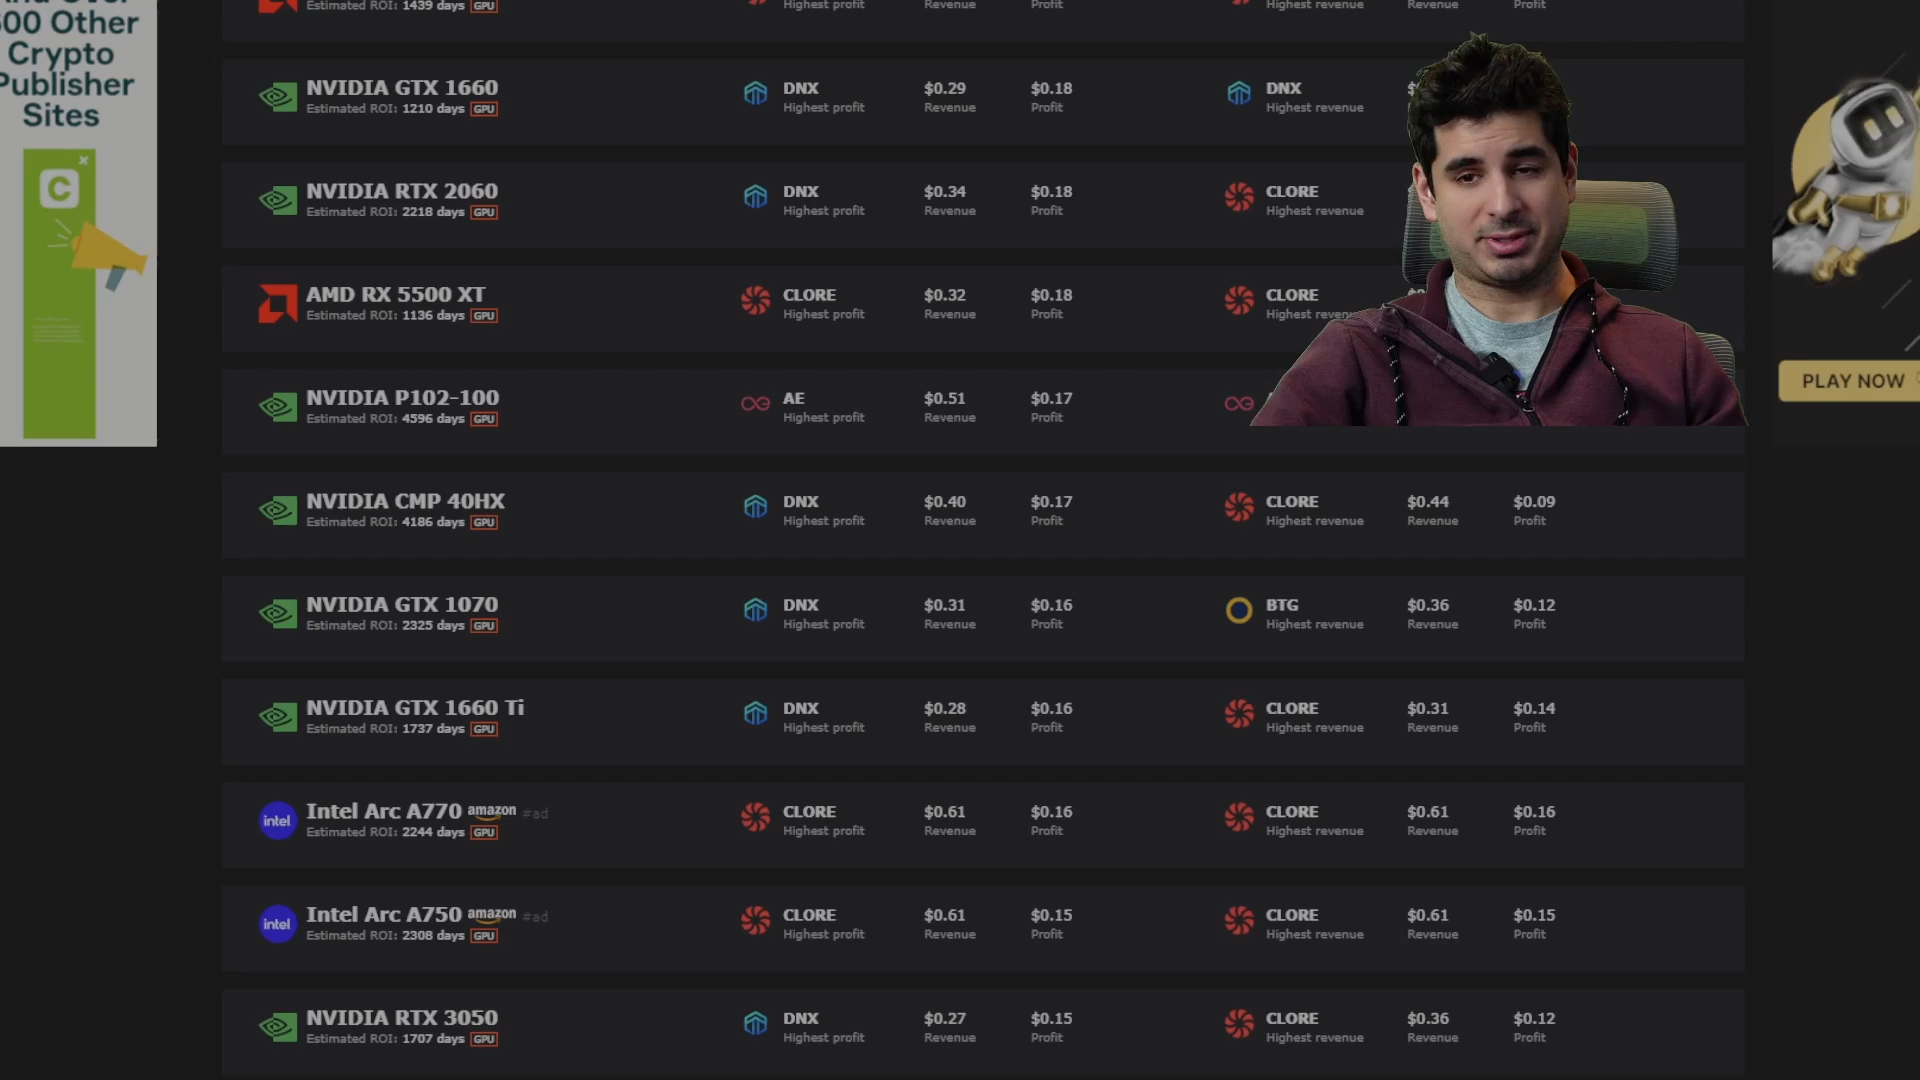 600 Other
Crypto
Publisher
Sites
C
Estimated ROI: 1439 days GPU
Highest profit
Revenue
Profit
Highest revenue
Revenue
Profit
NVIDIA GTX 1660
Estimated ROI: 1210 days GPU
DNX
Highest profit
$0.29
Revenue
$0.18
Profit
DNX
Highest revenue
NVIDIA RTX 2060
Estimated ROI: 2218 days GPU
DNX
Highest profit
$0.34
Revenue
$0.18
Profit
CLORE
Highest revenue
AMD RX 5500 XT
Estimated ROI: 1136 days GPU
CLORE
Highest profit
$0.32
Revenue
$0.18
Profit
CLORE
Highest revenue
NVIDIA P102-100
Estimated ROI: 4596 days GPU
AE
Highest profit
$0.51
Revenue
$0.17
Profit
NVIDIA CMP 40HX
Estimated ROI: 4186 days GPU
DNX
Highest profit
$0.40
Revenue
$0.17
Profit
CLORE
Highest revenue
$0.44
Revenue
$0.09
Profit
NVIDIA GTX 1070
Estimated ROI: 2325 days GPU
DNX
Highest profit
$0.31
Revenue
$0.16
Profit
BTG
Highest revenue
$0.36
Revenue
$0.12
Profit
NVIDIA GTX 1660 Ti
Estimated ROI: 1737 days GPU
DNX
Highest profit
$0.28
Revenue
$0.16
Profit
CLORE
Highest revenue
$0.31
Revenue
$0.14
Profit
intel
Intel Arc A770 amazon #ad
Estimated ROI: 2244 days GPU
CLORE
Highest profit
$0.61
Revenue
$0.16
Profit
CLORE
Highest revenue
$0.61
Revenue
$0.16
Profit
intel
Intel Arc A750 amazon #ad
Estimated ROI: 2308 days GPU
CLORE
Highest profit
$0.61
Revenue
$0.15
Profit
CLORE
Highest revenue
$0.61
Revenue
$0.15
Profit
NVIDIA RTX 3050
Estimated ROI: 1707 days GPU
DNX
Highest profit
$0.27
Revenue
$0.15
Profit
CLORE
Highest revenue
$0.36
Revenue
$0.12
Profit
PLAY NOW